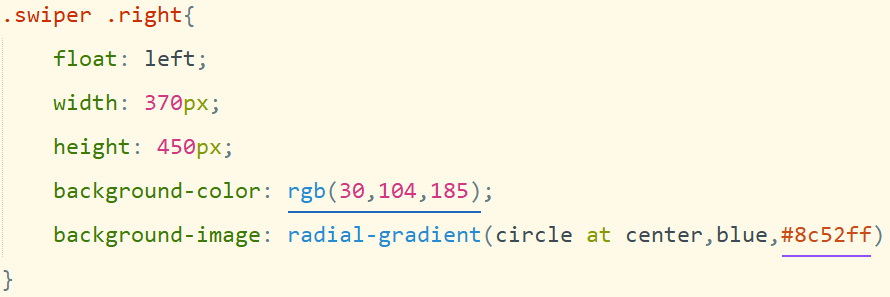 .swiper .right{
float: left;
width: 370px;
height: 450px;
background-color: rgb(30,104,185);
background-image: radial-gradient(circle at center,blue,#8c52ff)
}